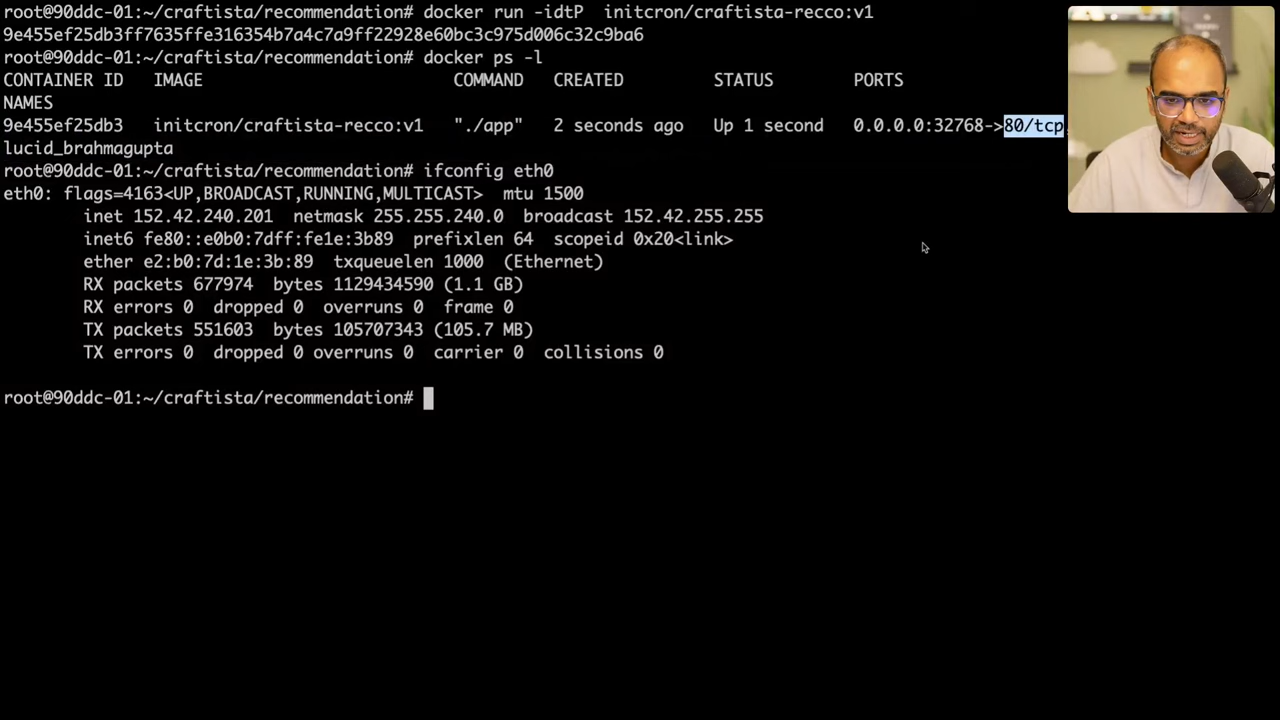 root@90ddc-01:~/craftista/recommendation# docker run -idtP  initcron/craftista-recco:v1
9e455ef25db3ff7635ffe316354b7a4c7a9ff22928e60bc3c975d006c32c9ba6
root@90ddc-01:~/craftista/recommendation# docker ps -l
CONTAINER ID   IMAGE                         COMMAND   CREATED         STATUS        PORTS
NAMES
9e455ef25db3   initcron/craftista-recco:v1   "./app"   2 seconds ago   Up 1 second   0.0.0.0:32768->80/tcp
lucid_brahmagupta
root@90ddc-01:~/craftista/recommendation# ifconfig eth0
eth0: flags=4163<UP,BROADCAST,RUNNING,MULTICAST>  mtu 1500
        inet 152.42.240.201  netmask 255.255.240.0  broadcast 152.42.255.255
        inet6 fe80::e0b0:7dff:fe1e:3b89  prefixlen 64  scopeid 0x20<link>
        ether e2:b0:7d:1e:3b:89  txqueuelen 1000  (Ethernet)
        RX packets 677974  bytes 1129434590 (1.1 GB)
        RX errors 0  dropped 0  overruns 0  frame 0
        TX packets 551603  bytes 105707343 (105.7 MB)
        TX errors 0  dropped 0 overruns 0  carrier 0  collisions 0
root@90ddc-01:~/craftista/recommendation#